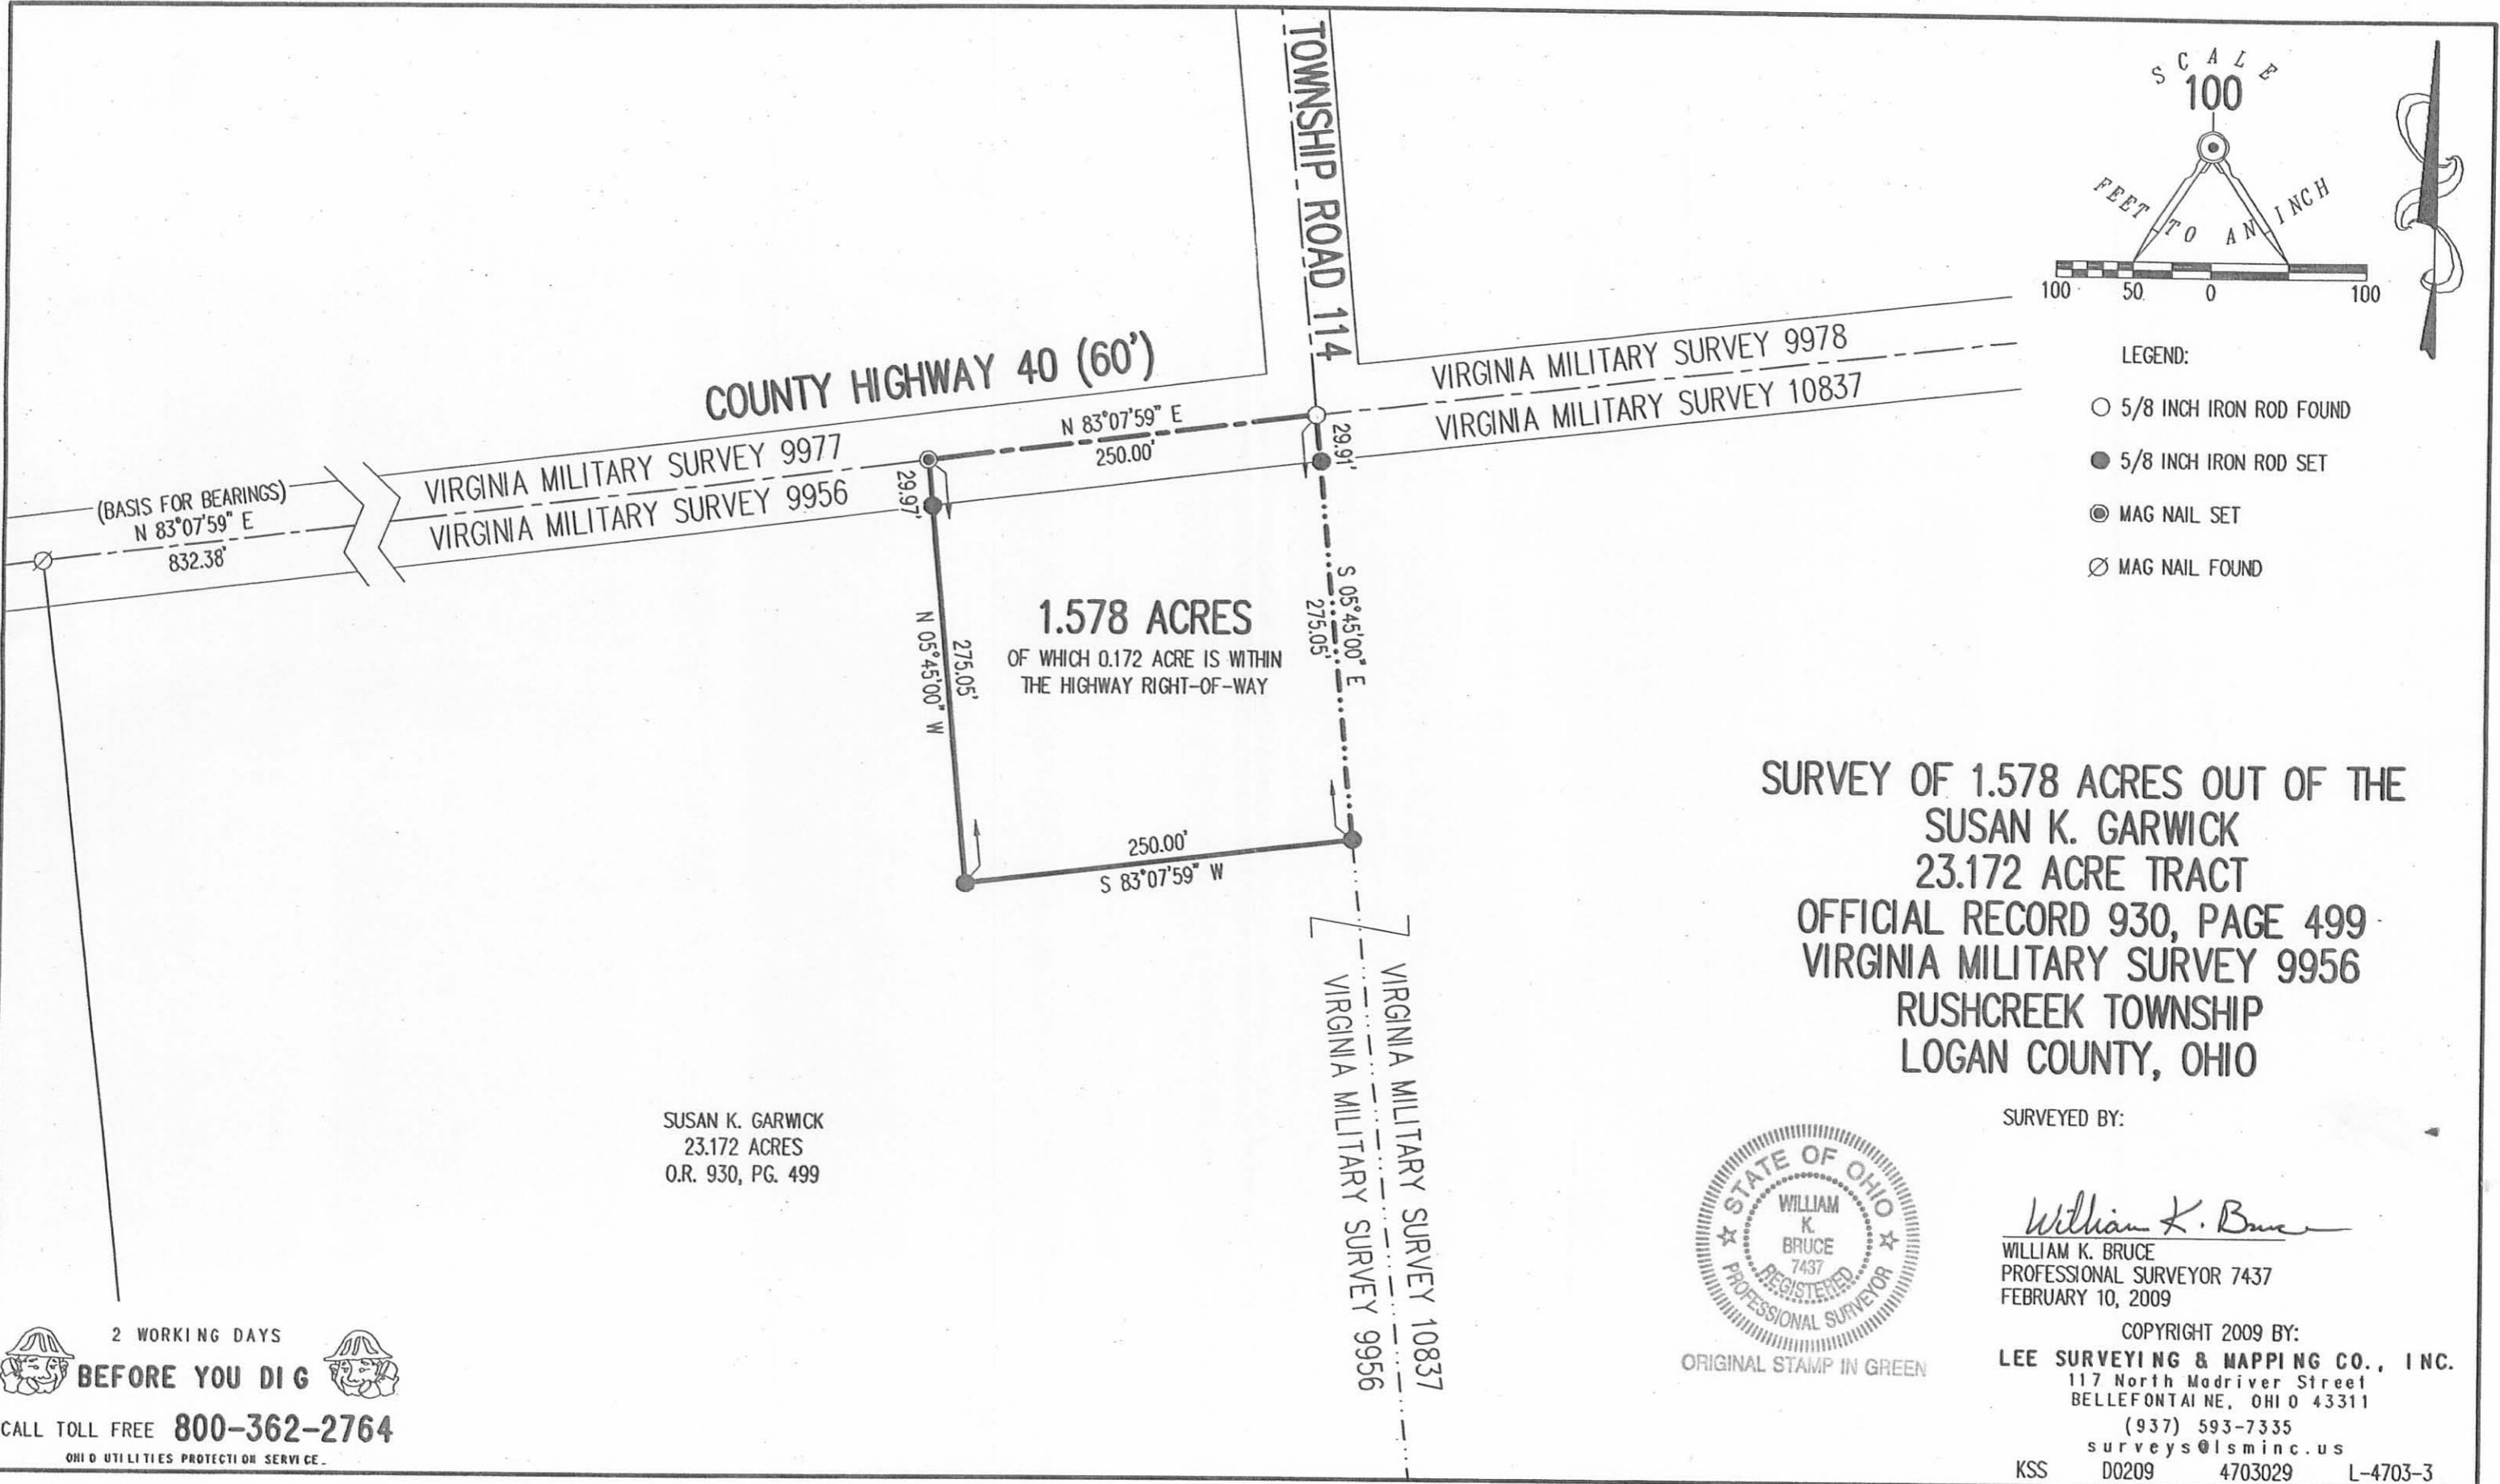 TOWNSHIP ROAD 114
SCALE
100
FEET TO AN INCH
100 50 0 100
LEGEND:
5/8 INCH IRON ROD FOUND
5/8 INCH IRON ROD SET
MAG NAIL SET
MAG NAIL FOUND
COUNTY HIGHWAY 40 (60')
VIRGINIA MILITARY SURVEY 9978
VIRGINIA MILITARY SURVEY 10837
N 83°07'59" E
250.00'
29.91'
VIRGINIA MILITARY SURVEY 9977
VIRGINIA MILITARY SURVEY 9956
29.97'
(BASIS FOR BEARINGS)
N 83°07'59" E
832.38'
1.578 ACRES
OF WHICH 0.172 ACRE IS WITHIN
THE HIGHWAY RIGHT-OF-WAY
N 05°45'00" W
275.05'
S 05°45'00" E
275.05'
250.00'
S 83°07'59" W
VIRGINIA MILITARY SURVEY 10837
VIRGINIA MILITARY SURVEY 9956
SUSAN K. GARWICK
23.172 ACRES
O.R. 930, PG. 499
SURVEY OF 1.578 ACRES OUT OF THE
SUSAN K. GARWICK
23.172 ACRE TRACT
OFFICIAL RECORD 930, PAGE 499
VIRGINIA MILITARY SURVEY 9956
RUSHCREEK TOWNSHIP
LOGAN COUNTY, OHIO
STATE OF OHIO
WILLIAM
K.
BRUCE
7437
REGISTERED
PROFESSIONAL SURVEYOR
ORIGINAL STAMP IN GREEN
SURVEYED BY:
William K. Bruce
WILLIAM K. BRUCE
PROFESSIONAL SURVEYOR 7437
FEBRUARY 10, 2009
COPYRIGHT 2009 BY:
LEE SURVEYING & MAPPING CO., INC.
117 North Madriver Street
BELLEFONTAINE, OHIO 43311
(937) 593-7335
surveys@lsminc.us
KSS D0209 4703029 L-4703-3
2 WORKING DAYS
BEFORE YOU DIG
CALL TOLL FREE 800-362-2764
OHIO UTILITIES PROTECTION SERVICE.